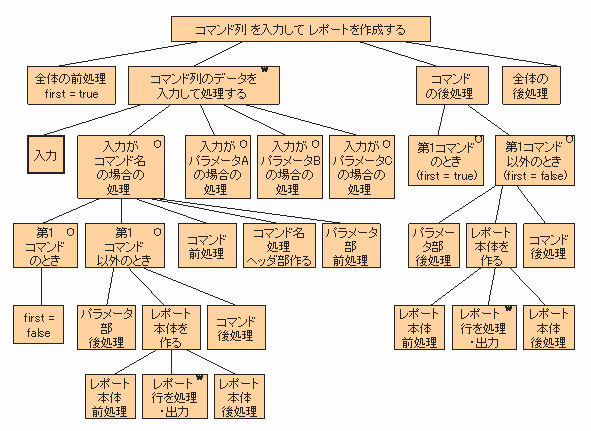 コマンド列 を入力して レポートを作成する
全体の前処理
first = true
コマンド列のデータを
入力して処理する
コマンド
の後処理
全体の
後処理
入力
入力が
コマンド名
の場合の
処理
入力が
パラメータA
の場合の
処理
入力が
パラメータB
の場合の
処理
入力が
パラメータC
の場合の
処理
第1コマンド
のとき
(first = true)
第1コマンド
以外のとき
(first = false)
第1
コマンド
のとき
第1
コマンド
以外のとき
コマンド
前処理
コマンド名
処理
ヘッダ部作る
パラメータ
部
前処理
パラメー
タ部
後処理
レポート
本体を
作る
コマンド
後処理
first =
false
パラメータ
部
後処理
レポート
本体を
作る
コマンド
後処理
レポート
本体
前処理
レポート
行を処理
・出力
レポート
本体
後処理
レポート
本体
前処理
レポート
行を処理
・出力
レポート
本体
後処理